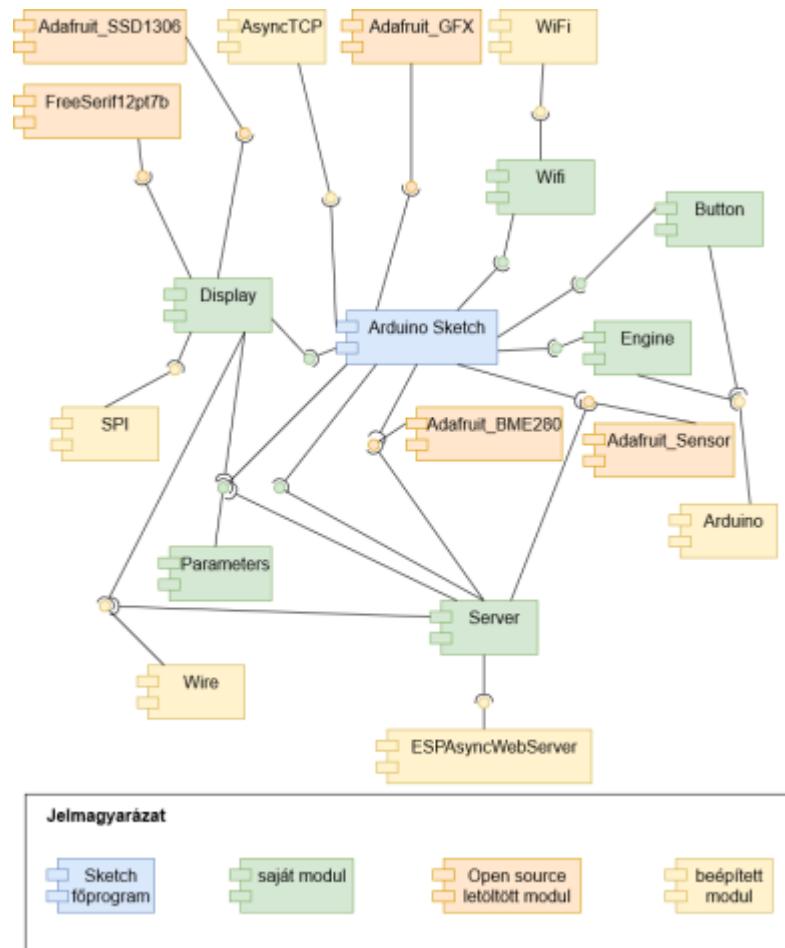 Adafruit_SSD1306
AsyncTCP
Adafruit_GFX
WiFi
FreeSerif12pt7b
Wifi
Button
Display
Arduino Sketch
Engine
SPI
Adafruit_BME280
Adafruit_Sensor
Arduino
Parameters
Server
Wire
ESPAsyncWebServer
Jelmagyarázat
Sketch
főprogram
saját modul
Open source
letöltött modul
beépített
modul